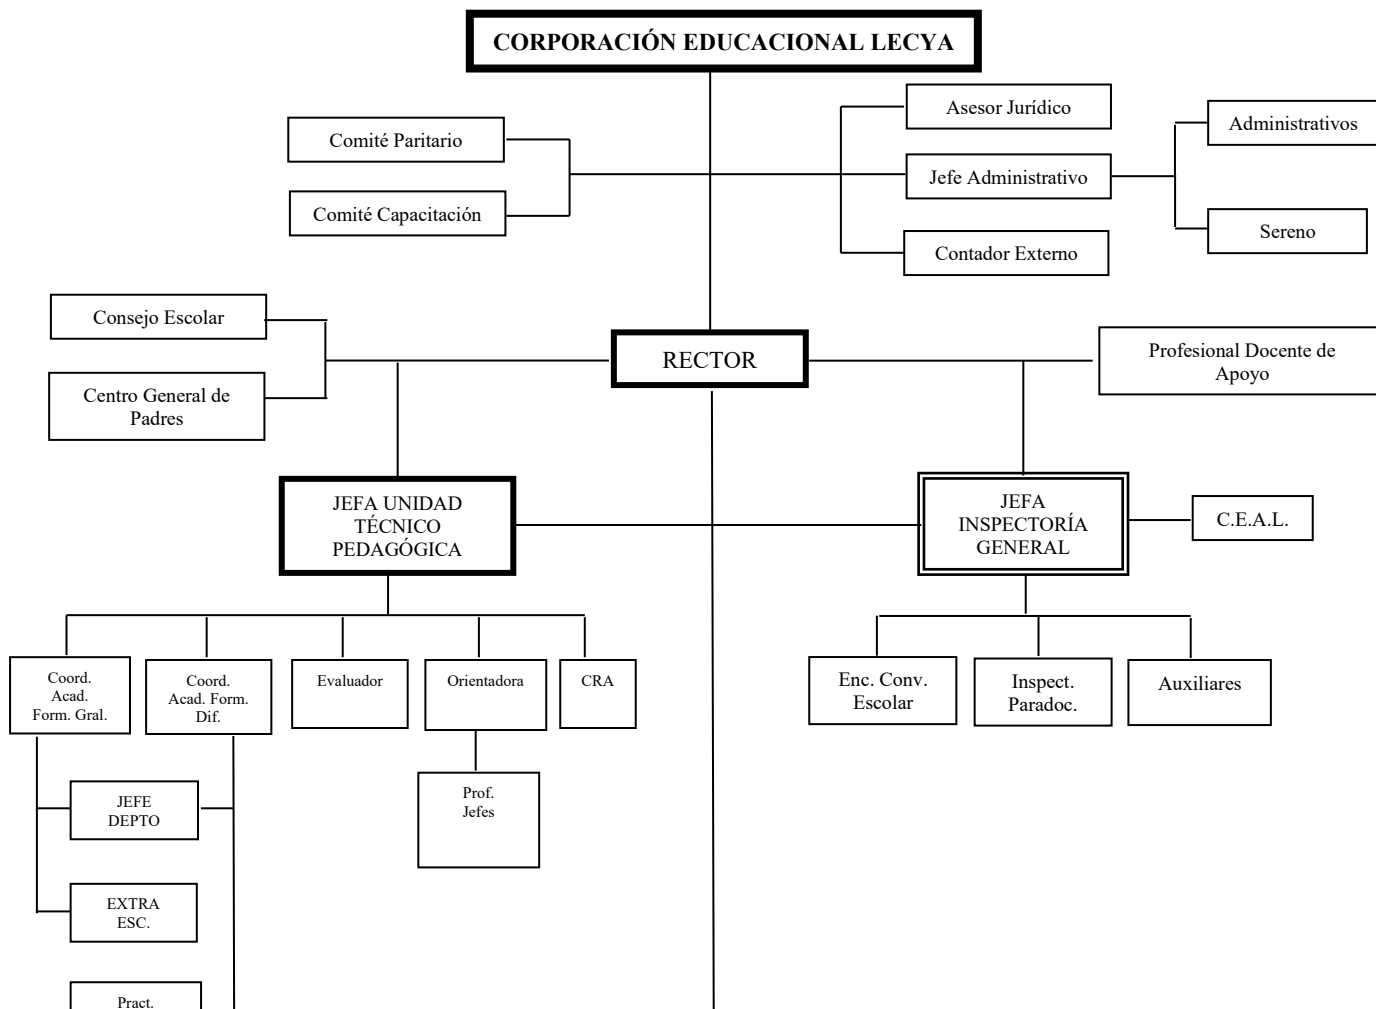 CORPORACIÓN EDUCACIONAL LECYA
Asesor Jurídico
Administrativos
Comité Paritario
Jefe Administrativo
Comité Capacitación
Sereno
Contador Externo
Consejo Escolar
RECTOR
Profesional Docente de
Apoyo
Centro General de
Padres
JEFA UNIDAD
TÉCNICO
PEDAGÓGICA
JEFA
INSPECTORÍA
GENERAL
C.E.A.L.
Coord.
Acad.
Form. Gral.
Coord.
Acad. Form.
Dif.
Evaluador
Orientadora
CRA
Enc. Conv.
Escolar
Inspect.
Paradoc.
Auxiliares
JEFE
DEPTO
Prof.
Jefes
EXTRA
ESC.
Pract.